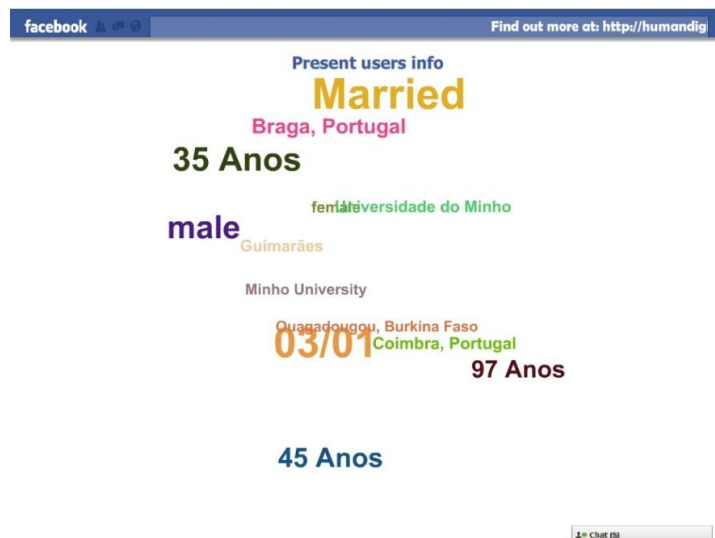 facebook
Find out more at: http://humandig
Present users info
Married
Braga, Portugal
35 Anos
female
Universidade do Minho
male
Guimarães
Minho University
Ouagadougou, Burkina Faso
03/01
Coimbra, Portugal
97 Anos
45 Anos
Chat (5)